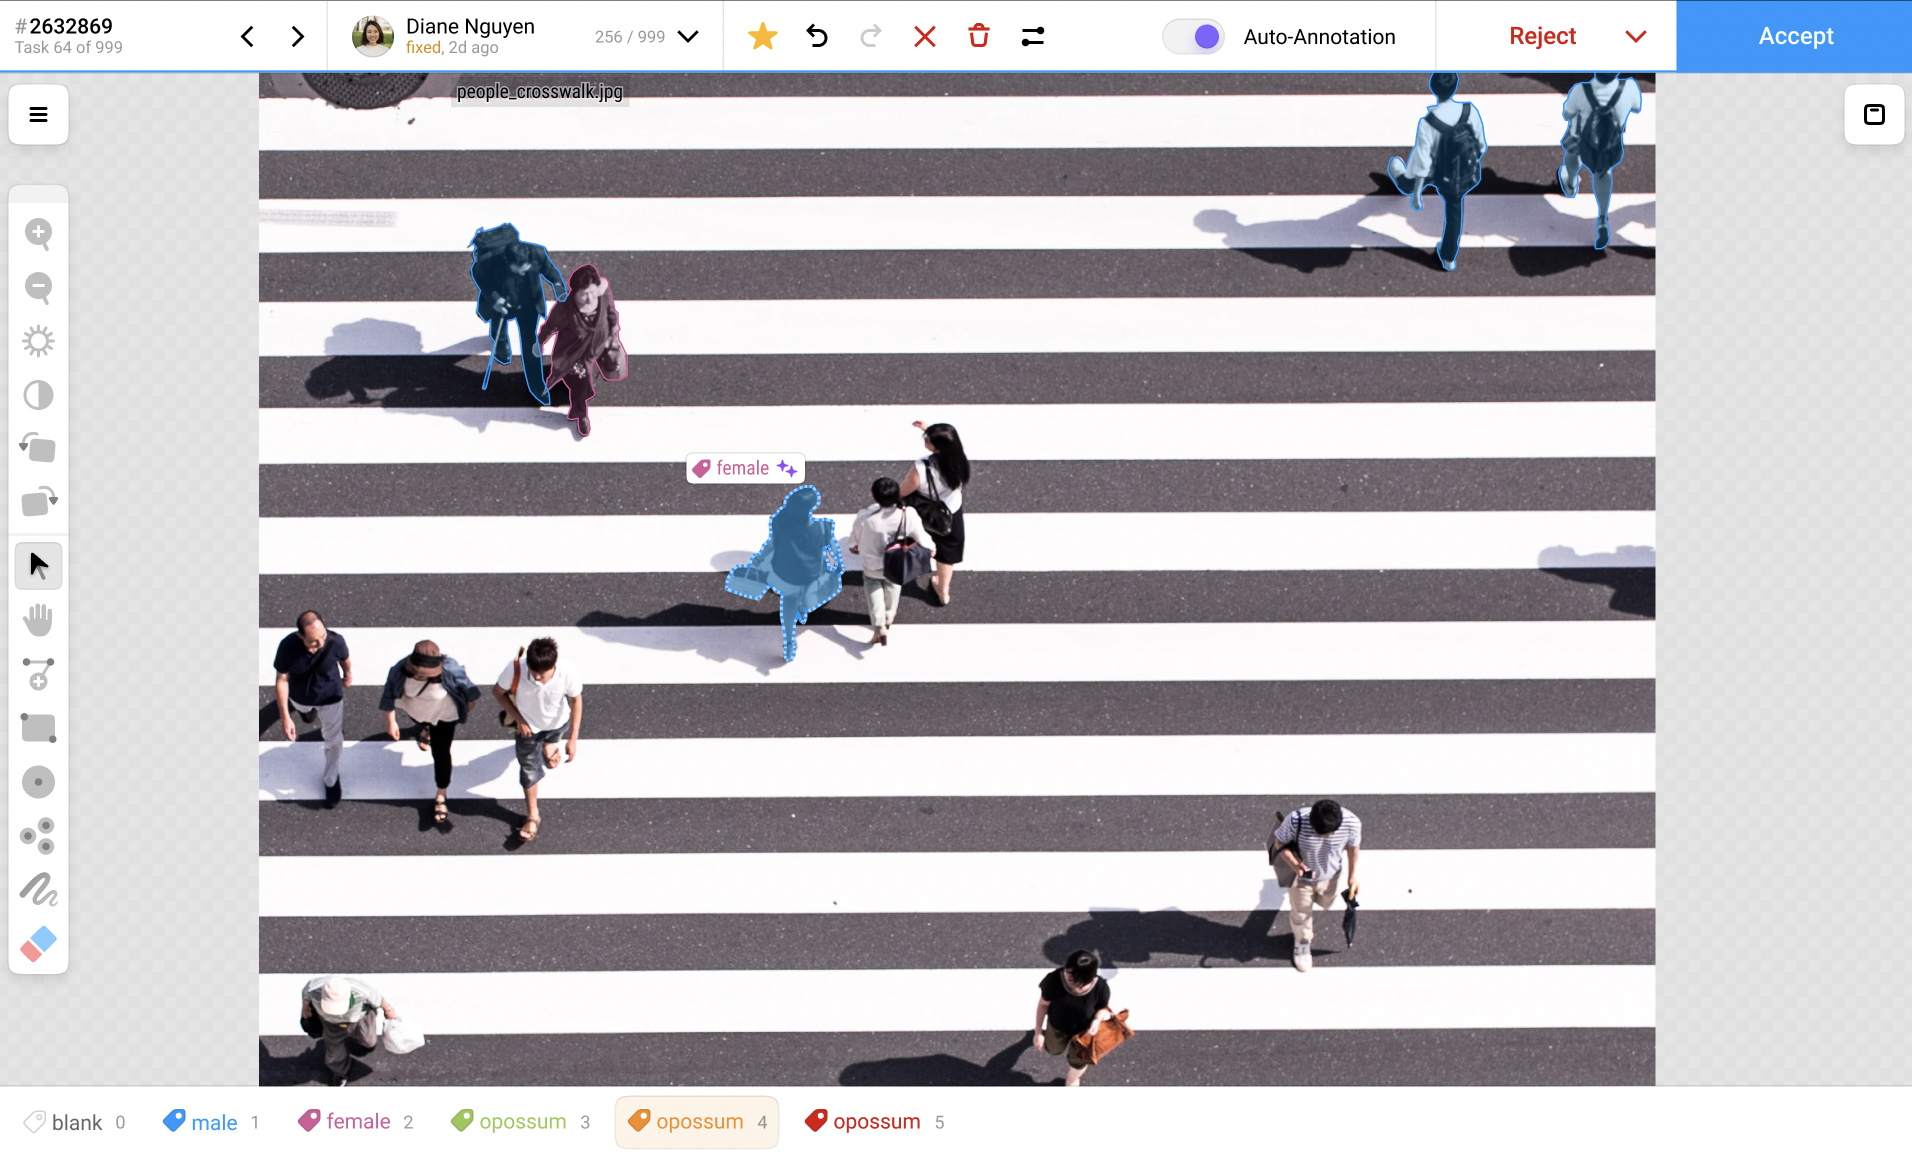 #2632869
Task 64 of 999
Diane Nguyen
fixed, 2d ago
256 / 999
Auto-Annotation
Reject
Accept
people_crosswalk.jpg
female
blank 0
male 1
female 2
opossum 3
opossum 4
opossum 5